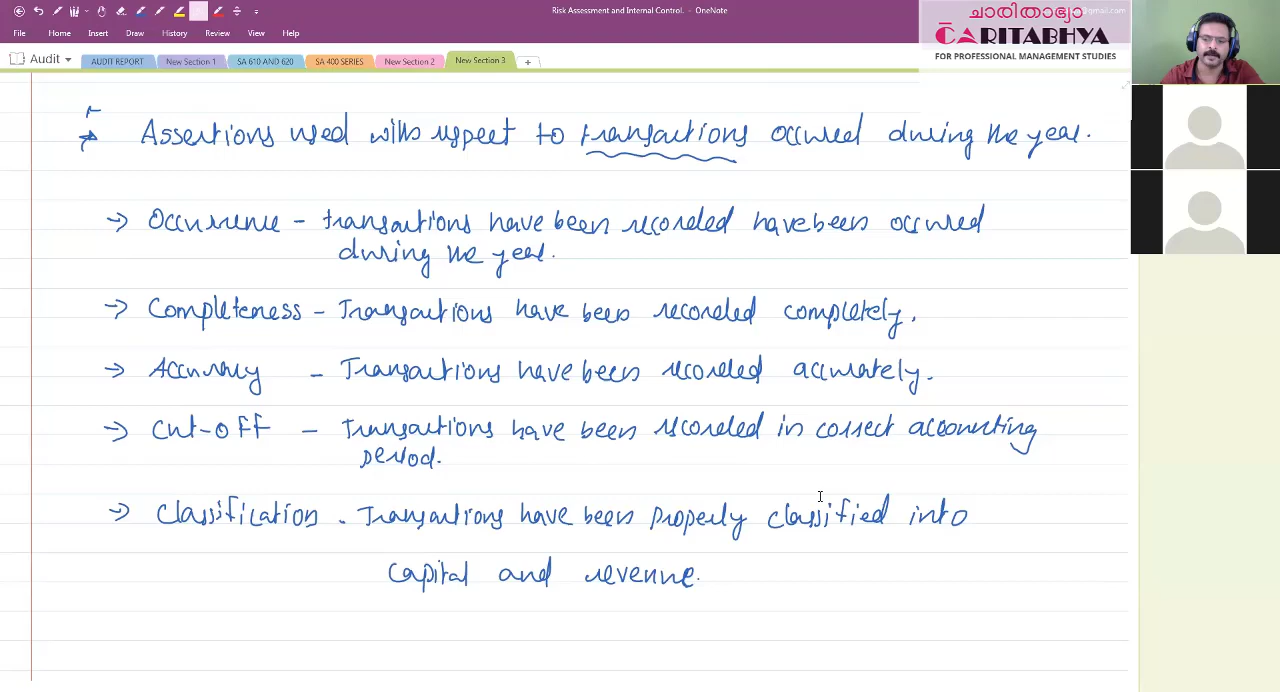 Risk Assessment and Internal Control. - OneNote
ചാരിതാഭ്യാ
CARITABHYA
FOR PROFESSIONAL MANAGEMENT STUDIES
File Home Insert Draw History Review View Help
Audit AUDIT REPORT New Section 1 SA 610 AND 620 SA 400 SERIES New Section 2 New Section 3
Assertions used with respect to transactions occured during the year.
→ Occurrence - transactions have been recorded have been occured
during the year.
→ Completeness - Transactions have been recorded completely.
→ Accuracy - Transactions have been recorded accurately.
→ Cut-off - Transactions have been recorded in correct accounting
period.
→ Classification - Transactions have been properly classified into
capital and revenue.